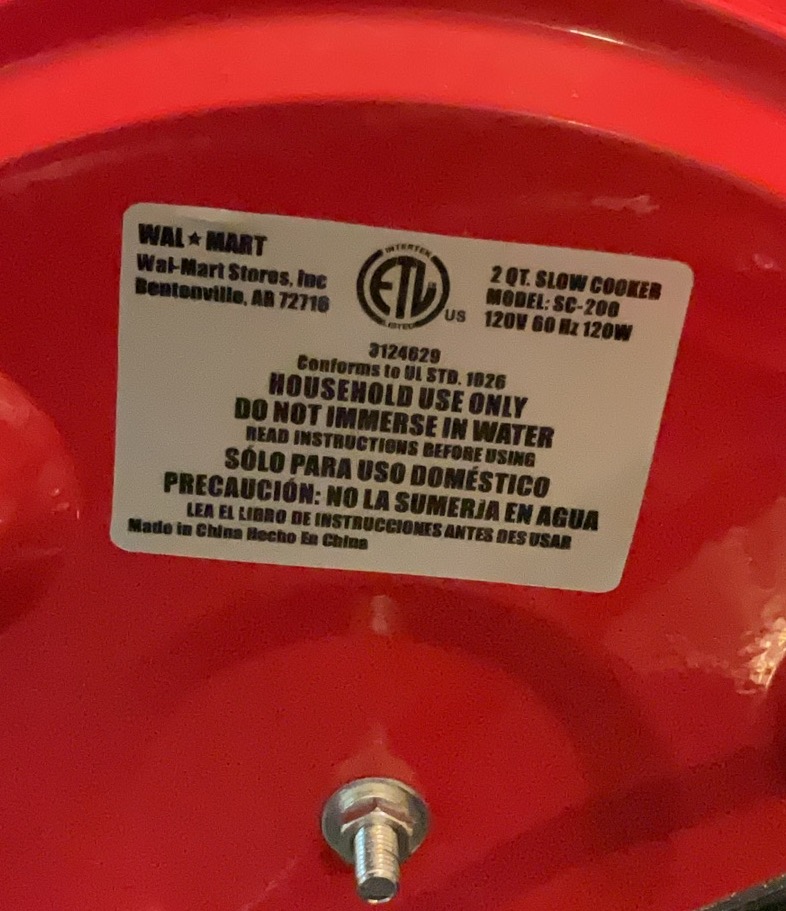 WAL★MART
Wal-Mart Stores, Inc
Bentonville, AR 72716
INTERTEK
ETL
LISTED
US
2 QT. SLOW COOKER
MODEL: SC-200
120V 60 Hz 120W
3124629
Conforms to UL STD. 1026
HOUSEHOLD USE ONLY
DO NOT IMMERSE IN WATER
READ INSTRUCTIONS BEFORE USING
SÓLO PARA USO DOMÉSTICO
PRECAUCIÓN: NO LA SUMERJA EN AGUA
LEA EL LIBRO DE INSTRUCCIONES ANTES DES USAR
Made in China Hecho En China